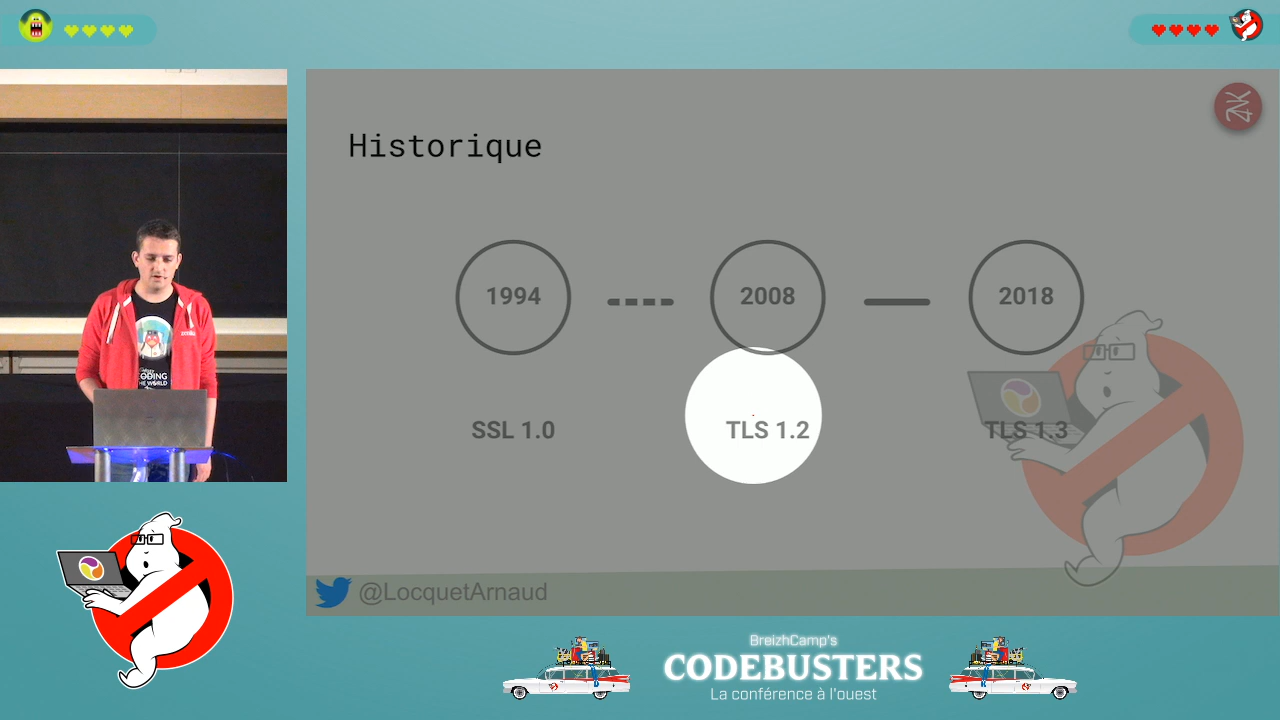 Historique
1994
2008
2018
SSL 1.0
TLS 1.2
TLS 1.3
@LocquetArnaud
BreizhCamp's
CODEBUSTERS
La conférence à l'ouest